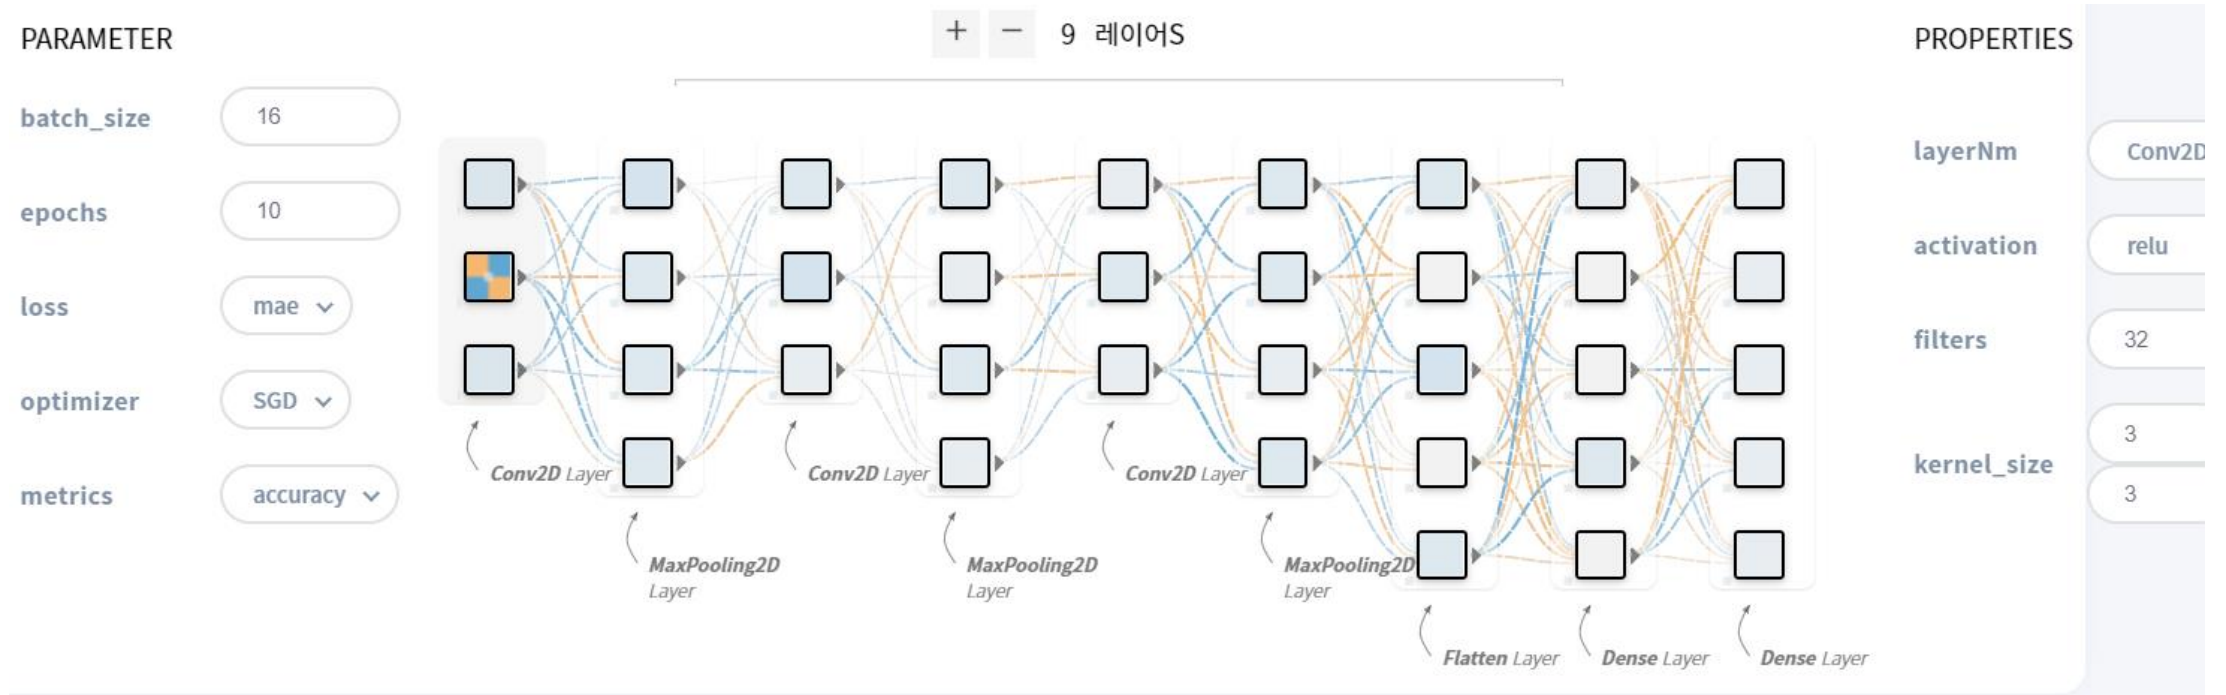 PARAMETER
+ − 9 레이어S
PROPERTIES
batch_size 16
epochs 10
loss mae
optimizer SGD
metrics accuracy
Conv2D Layer
Conv2D Layer
Conv2D Layer
MaxPooling2D
Layer
MaxPooling2D
Layer
MaxPooling2D
Layer
Flatten Layer
Dense Layer
Dense Layer
layerNm Conv2D
activation relu
filters 32
kernel_size
3
3